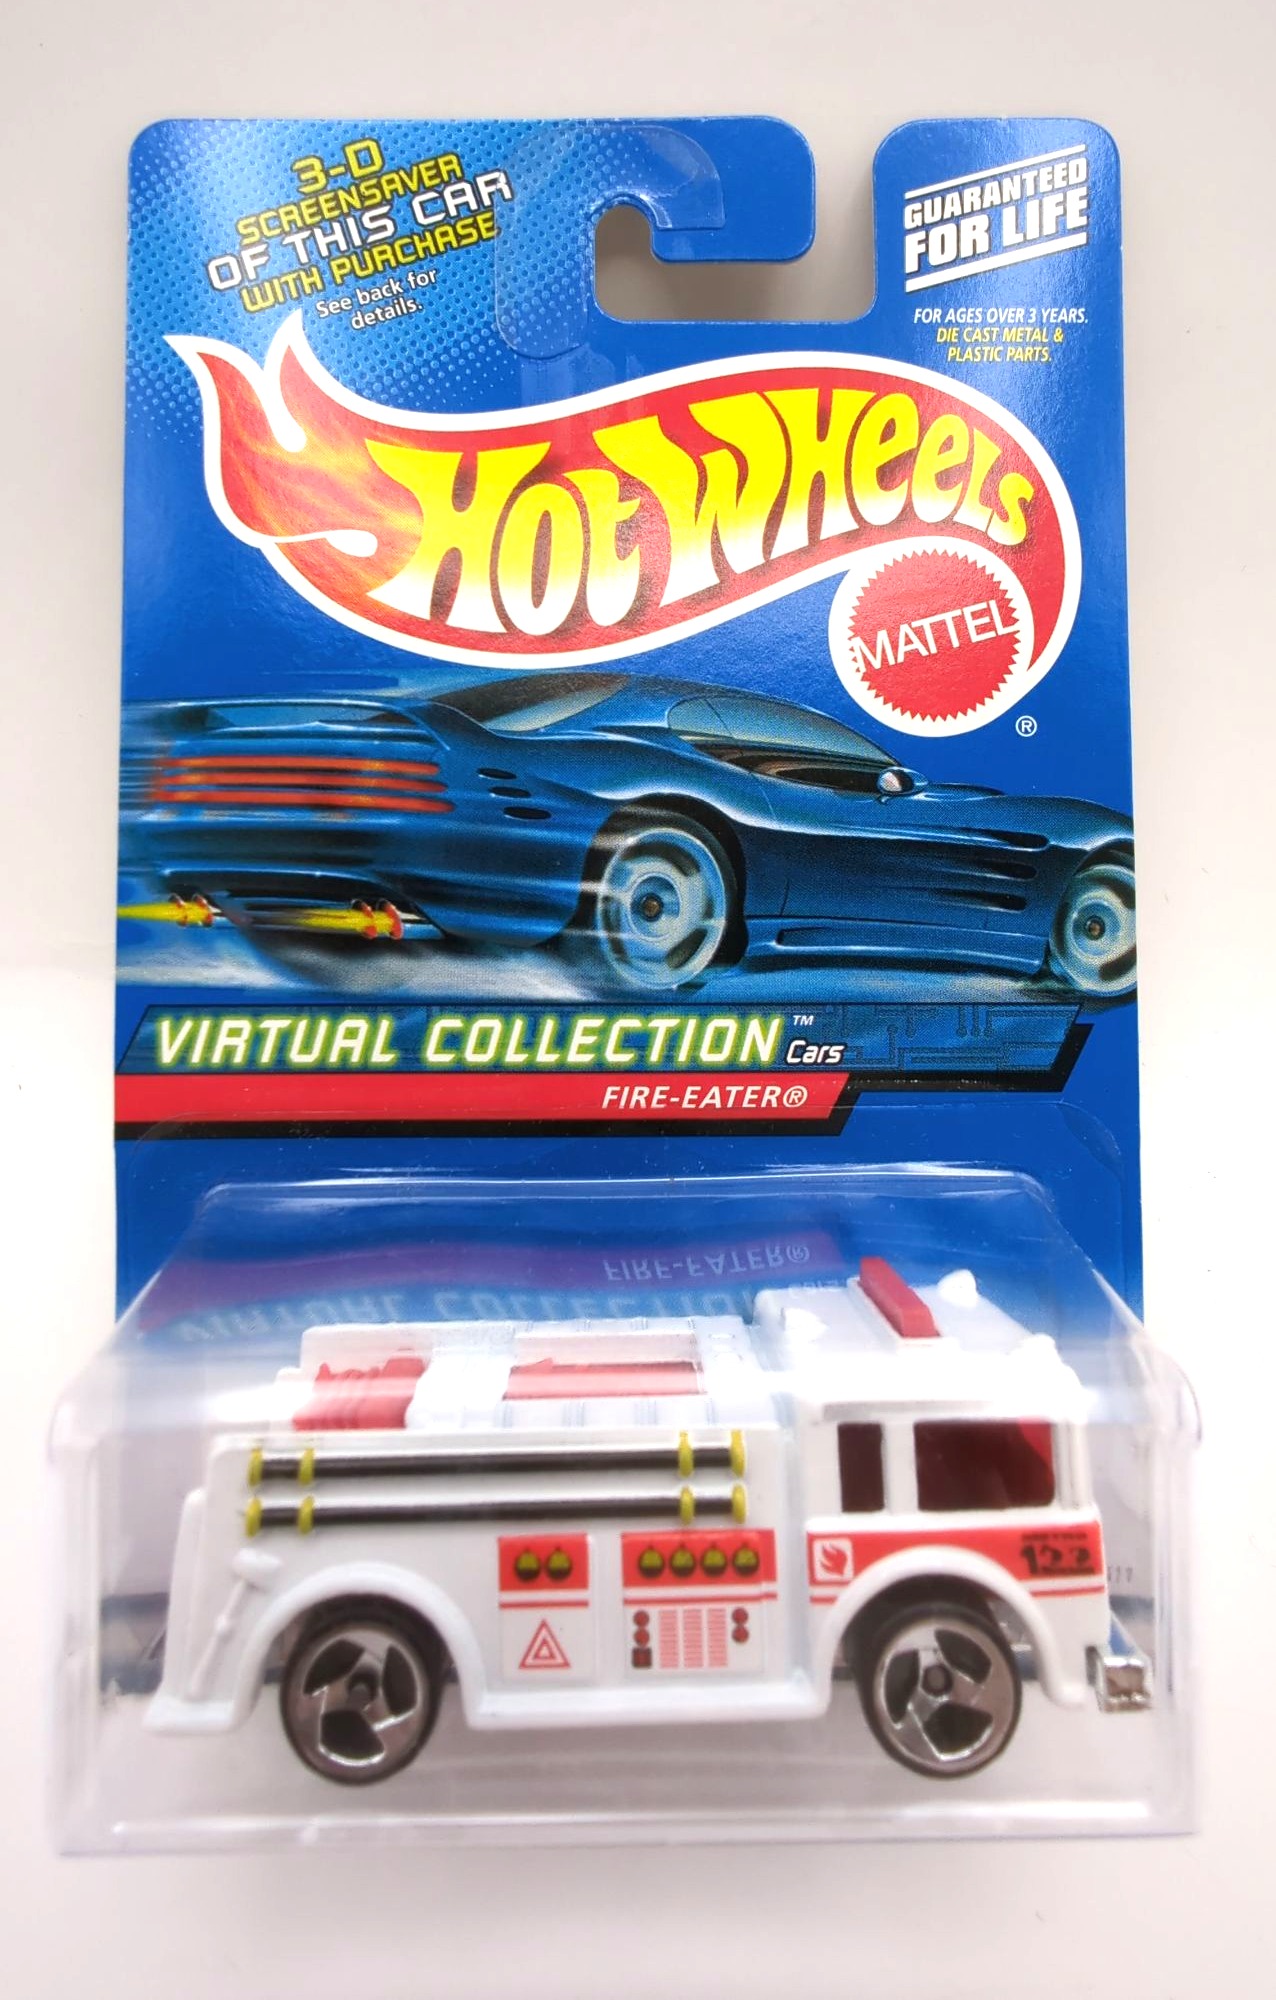 3-D
SCREENSAVER
OF THIS CAR
WITH PURCHASE
See back for
details.
GUARANTEED
FOR LIFE
FOR AGES OVER 3 YEARS.
DIE CAST METAL &
PLASTIC PARTS.
HOT WHEELS
MATTEL
®
VIRTUAL COLLECTION™
Cars
FIRE-EATER®